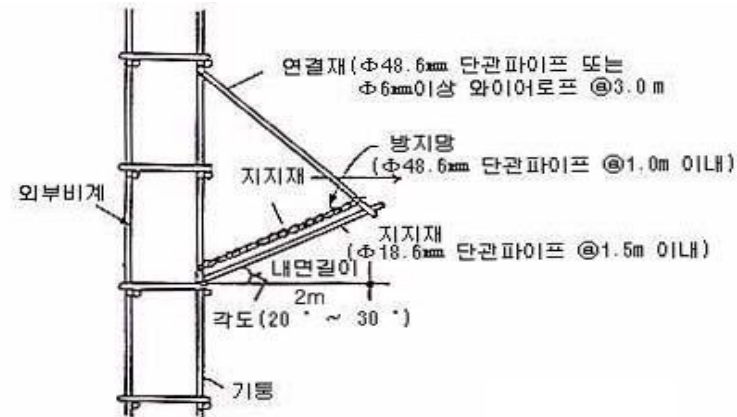 연결재(Φ48.6mm 단관파이프 또는
Φ6mm이상 와이어로프 @3.0m
방지망
(Φ48.6mm 단관파이프 @1.0m 이내)
지지재
외부비계
지지재
(Φ18.6mm 단관파이프 @1.5m 이내)
내면길이
2m
각도(20 ° ~ 30 °)
기통